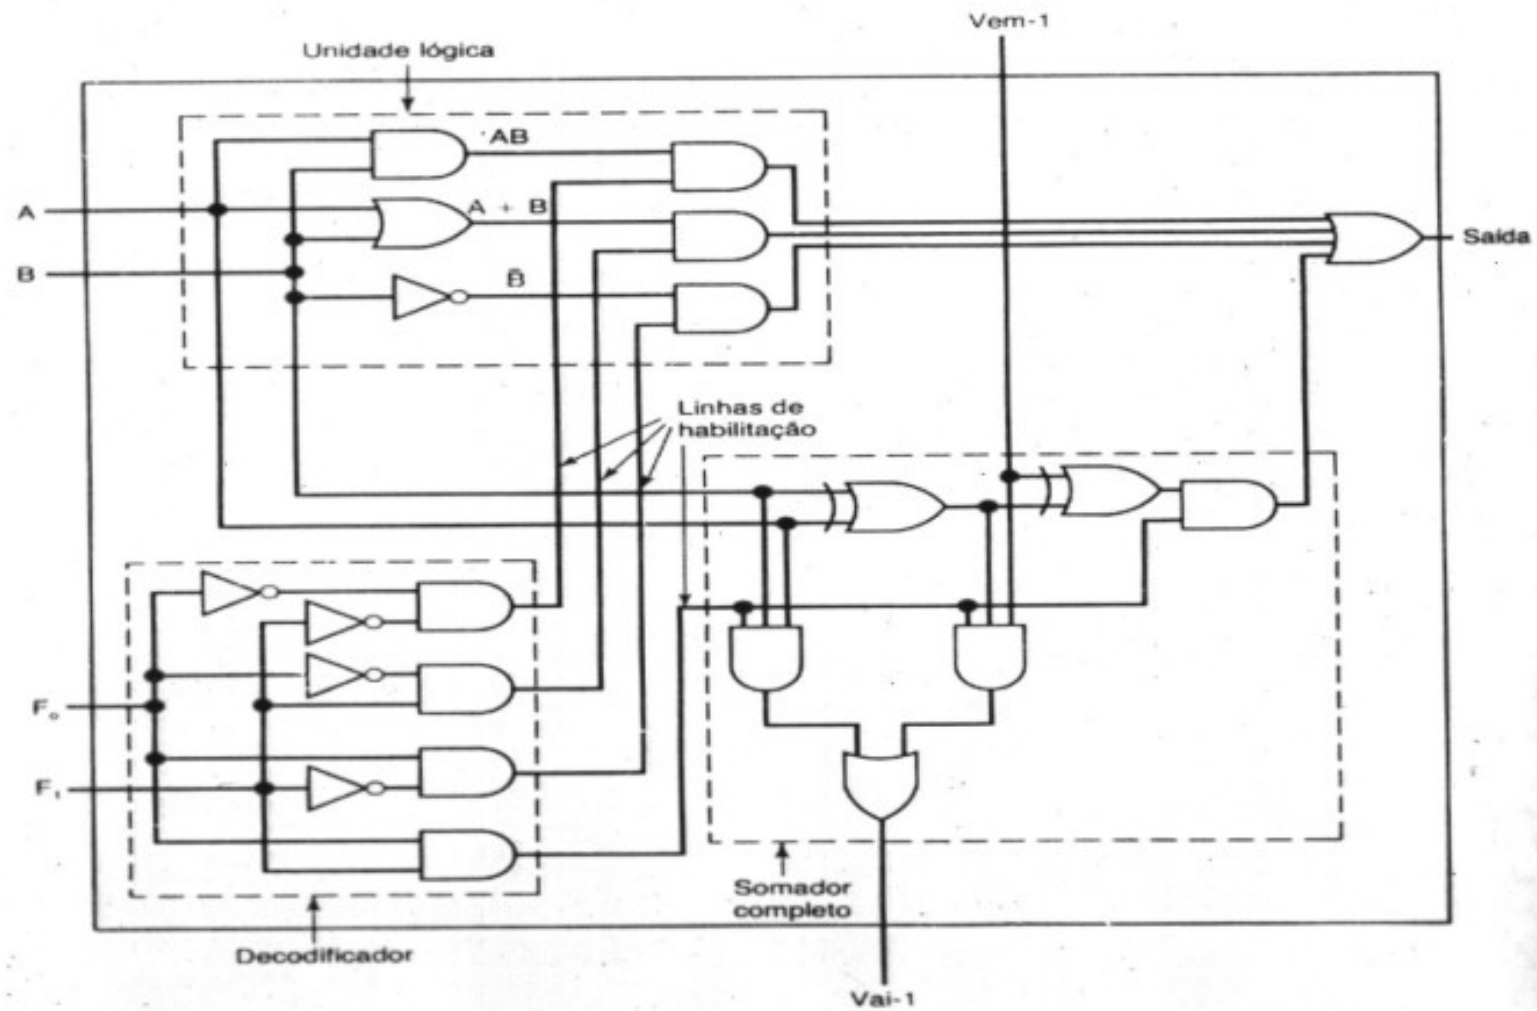 Vem-1
Unidade lógica
AB
A
A + B
Saída
B
B̄
Linhas de
habilitação
F₀
F₁
Somador
completo
Decodificador
Vai-1